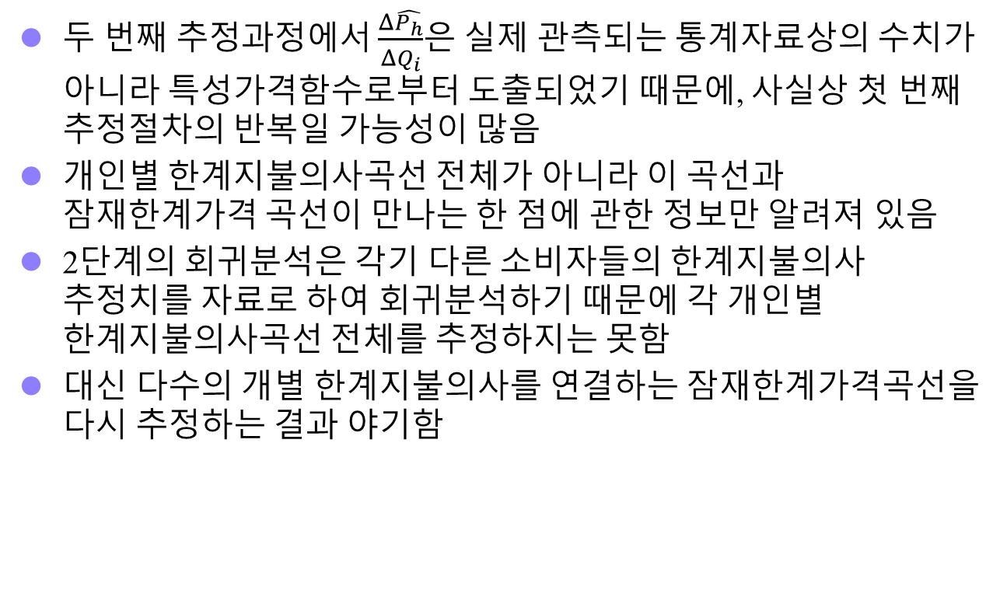 ● 두 번째 추정과정에서 $\frac{\Delta \widehat{P_h}}{\Delta Q_i}$은 실제 관측되는 통계자료상의 수치가
아니라 특성가격함수로부터 도출되었기 때문에, 사실상 첫 번째
추정절차의 반복일 가능성이 많음
● 개인별 한계지불의사곡선 전체가 아니라 이 곡선과
잠재한계가격 곡선이 만나는 한 점에 관한 정보만 알려져 있음
● 2단계의 회귀분석은 각기 다른 소비자들의 한계지불의사
추정치를 자료로 하여 회귀분석하기 때문에 각 개인별
한계지불의사곡선 전체를 추정하지는 못함
● 대신 다수의 개별 한계지불의사를 연결하는 잠재한계가격곡선을
다시 추정하는 결과 야기함